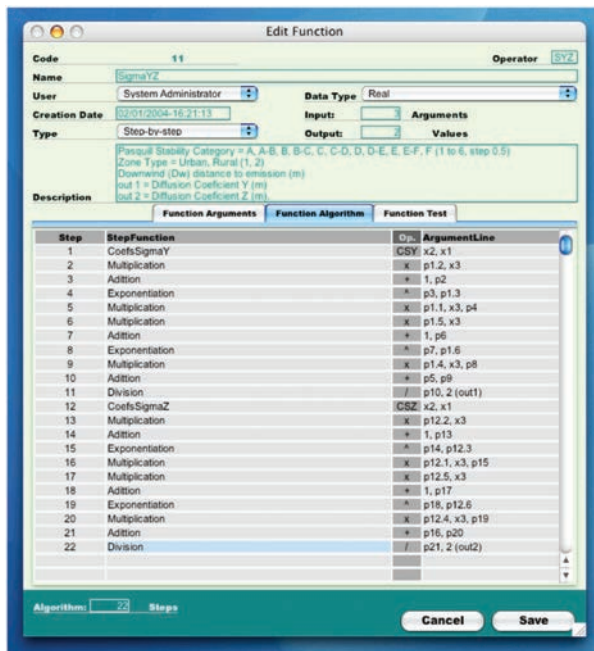 Edit Function
Code 11 Operator SYZ
Name SigmaYZ
User System Administrator Data Type Real
Creation Date 02/01/2004-16:21:13 Input: 3 Arguments
Type Step-by-step Output: 2 Values
Pasquill Stability Category = A, A-B, B, B-C, C, C-D, D, D-E, E, E-F, F (1 to 6, step 0.5)
Zone Type = Urban, Rural (1, 2)
Downwind (Dw) distance to emission (m)
out 1 = Diffusion Coeficient Y (m)
Description out 2 = Diffusion Coeficient Z (m).
Function Arguments Function Algorithm Function Test
Step StepFunction Op. ArgumentLine
1 CoefsSigmaY CSY x2, x1
2 Multiplication x p1.2, x3
3 Adittion + 1, p2
4 Exponentiation ^ p3, p1.3
5 Multiplication x p1.1, x3, p4
6 Multiplication x p1.5, x3
7 Adittion + 1, p6
8 Exponentiation ^ p7, p1.6
9 Multiplication x p1.4, x3, p8
10 Adittion + p5, p9
11 Division / p10, 2 (out1)
12 CoefsSigmaZ CSZ x2, x1
13 Multiplication x p12.2, x3
14 Adittion + 1, p13
15 Exponentiation ^ p14, p12.3
16 Multiplication x p12.1, x3, p15
17 Multiplication x p12.5, x3
18 Adittion + 1, p17
19 Exponentiation ^ p18, p12.6
20 Multiplication x p12.4, x3, p19
21 Adittion + p16, p20
22 Division / p21, 2 (out2)
Algorithm: 22 Steps
Cancel Save